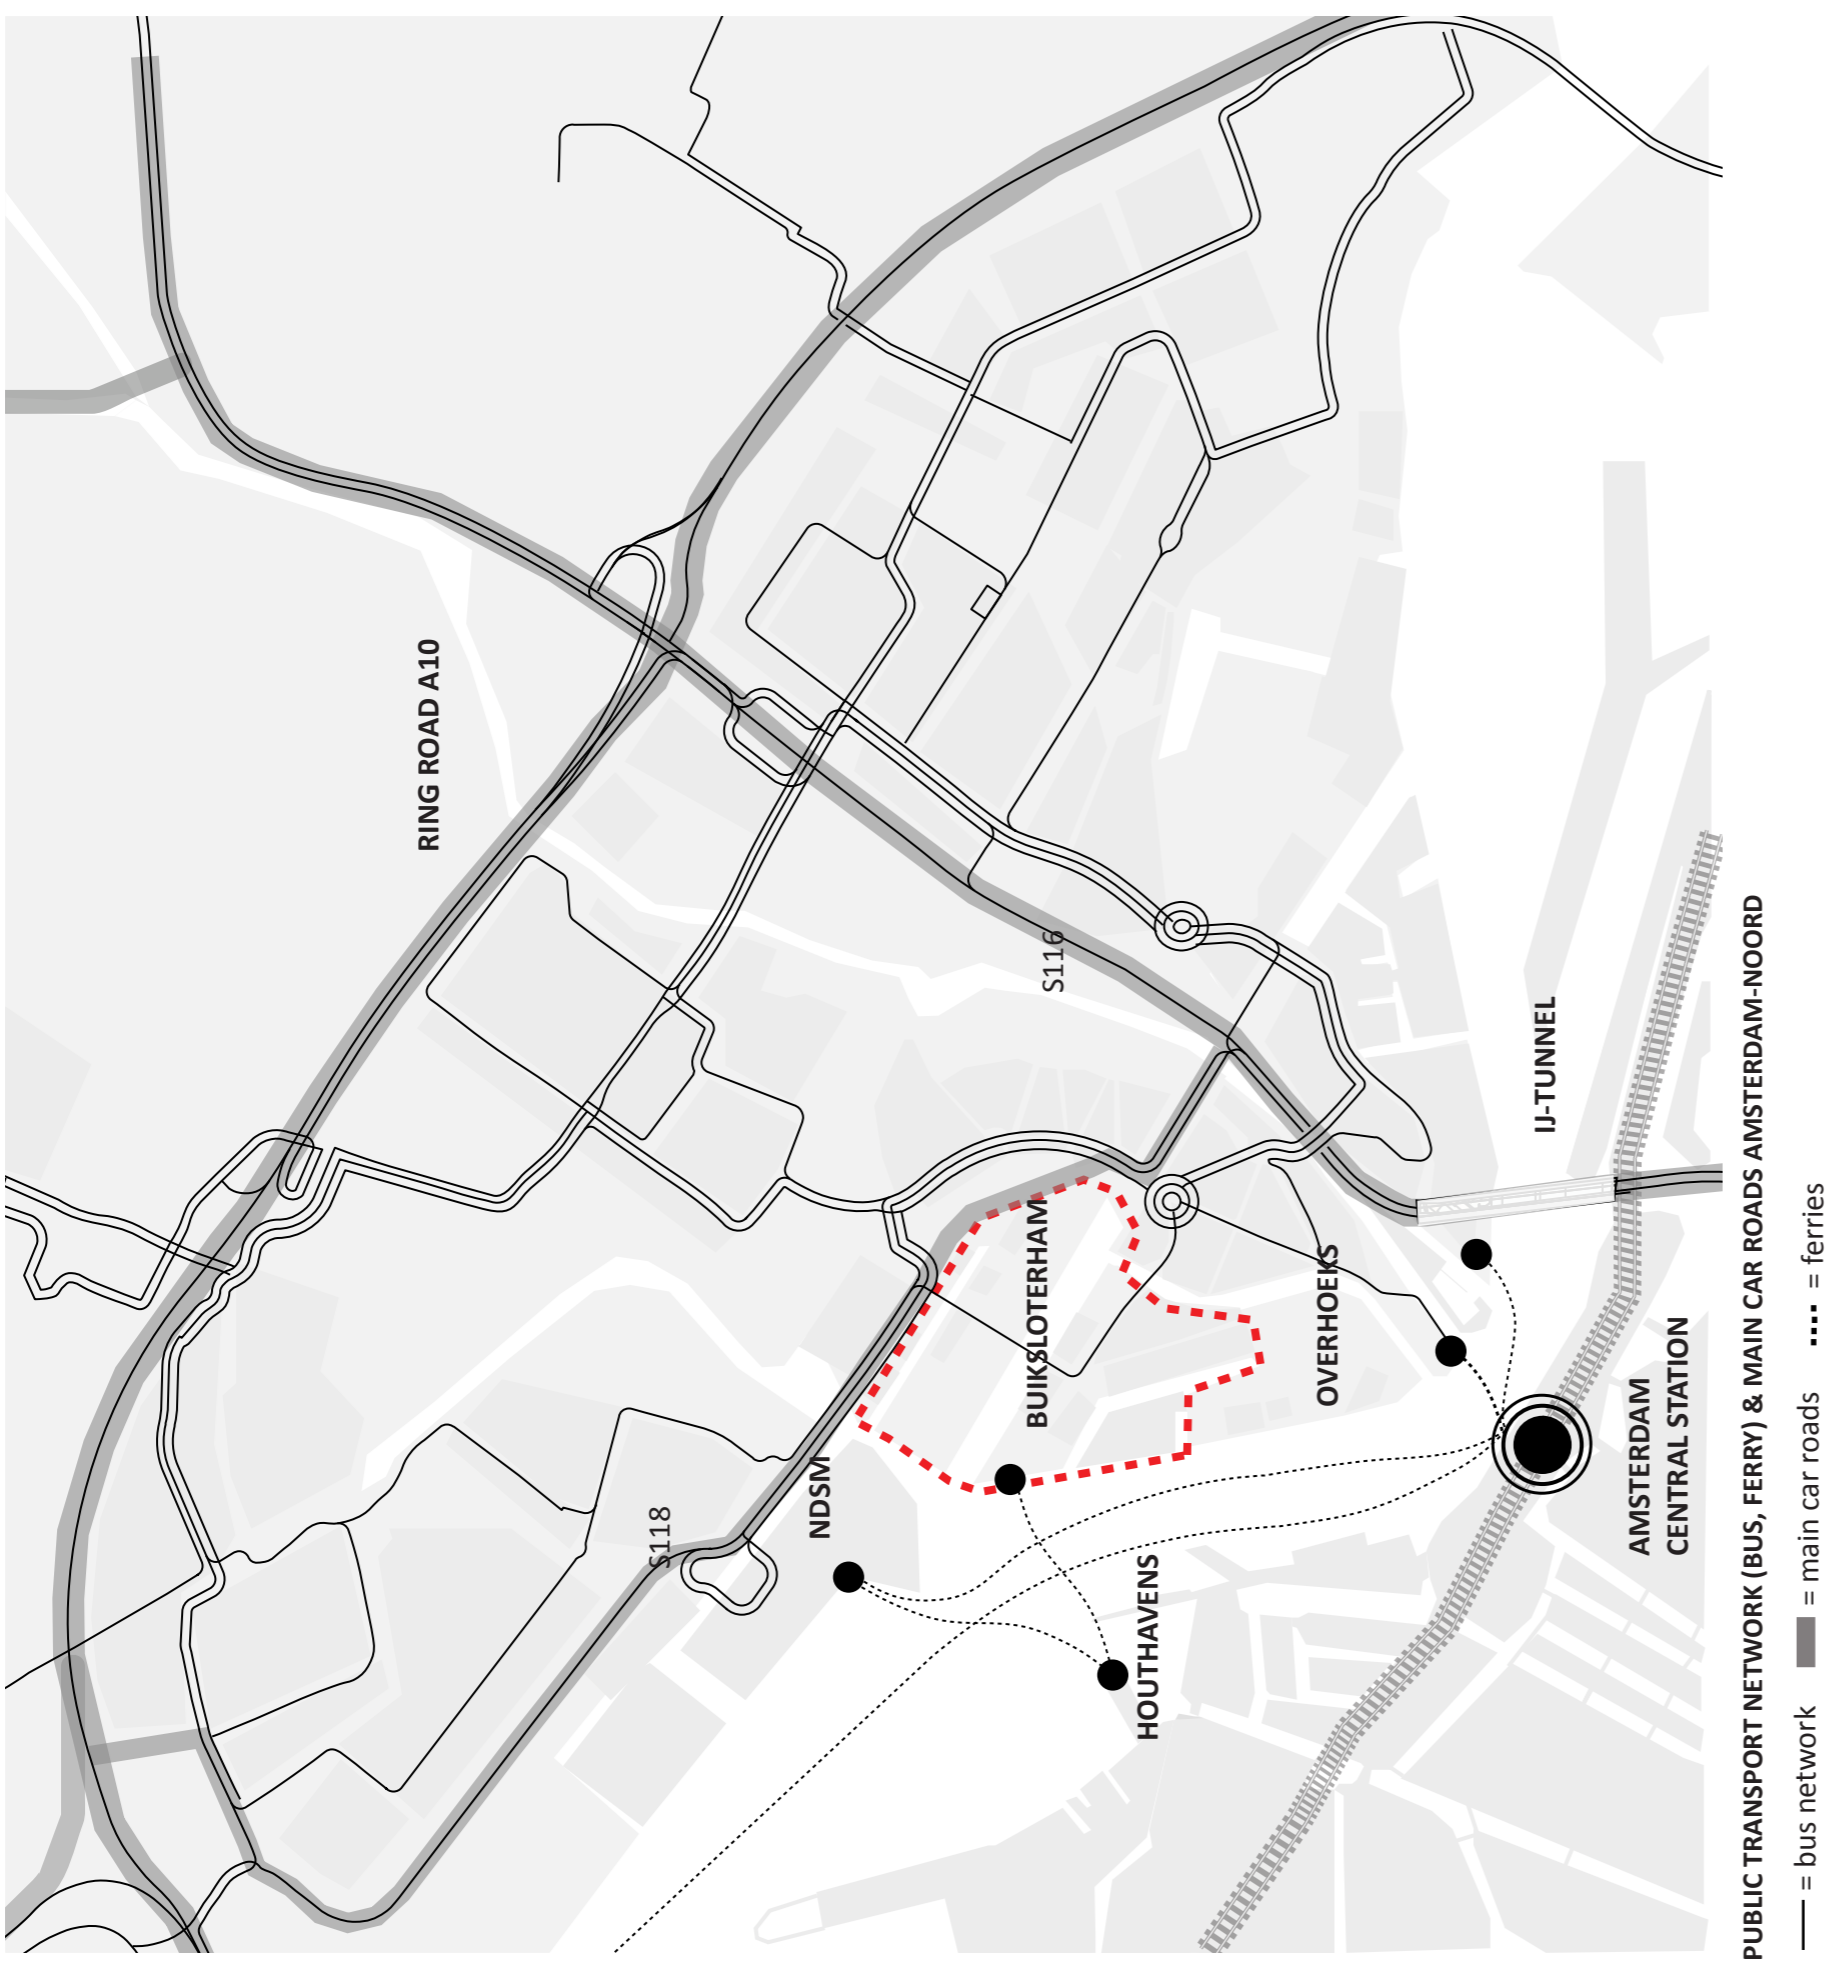 RING ROAD A10
S118
NDSM
BUIKSLOTERHAM
S116
HOUTHAVENS
OVERHOEKS
IJ-TUNNEL
AMSTERDAM
CENTRAL STATION
PUBLIC TRANSPORT NETWORK (BUS, FERRY) & MAIN CAR ROADS AMSTERDAM-NOORD
= bus network = main car roads = ferries